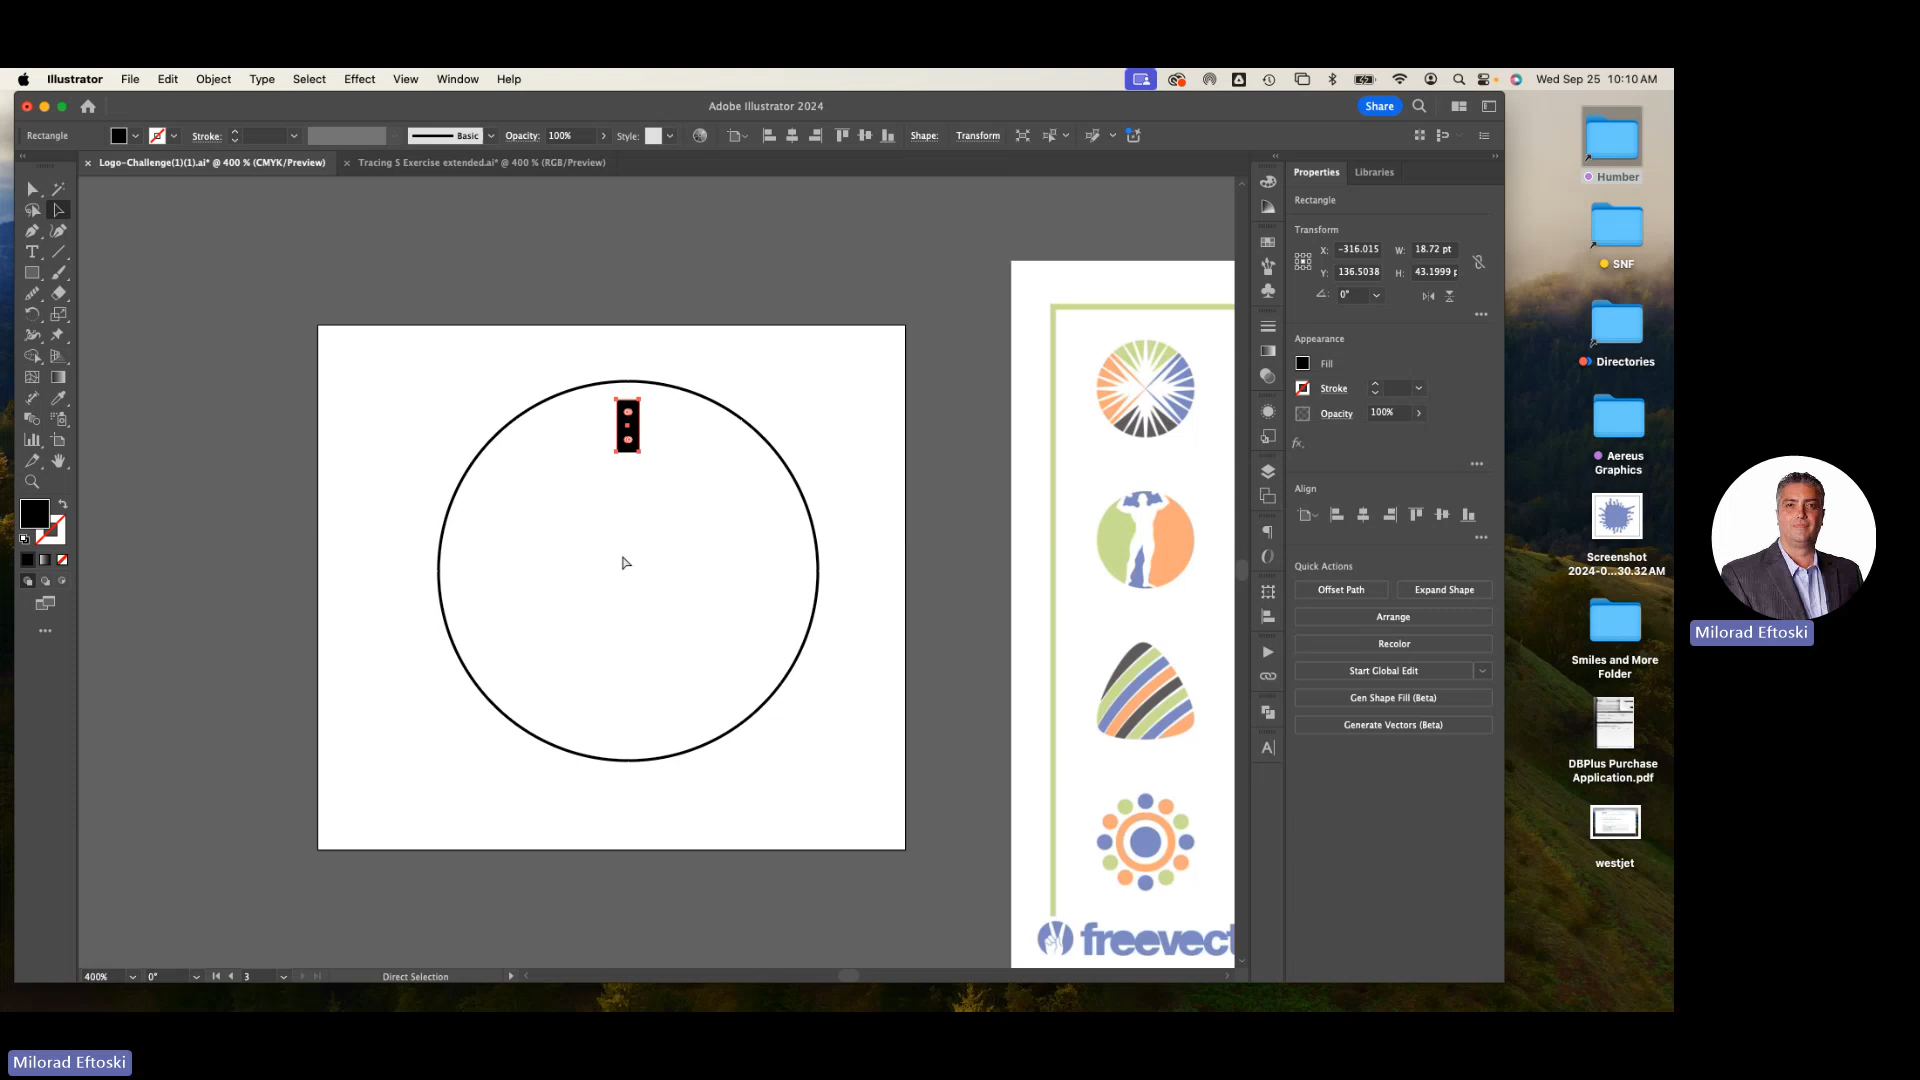 Illustrator File Edit Object Type Select Effect View Window Help
Wed Sep 25 10:10 AM
Adobe Illustrator 2024
Share
Rectangle
Stroke:
Basic
Opacity: 100%
Style:
Shape:
Transform
Logo-Challenge(1)(1).ai* @ 400 % (CMYK/Preview)
Tracing S Exercise extended.ai* @ 400 % (RGB/Preview)
Properties
Libraries
Rectangle
Transform
X: -316.015 W: 18.72 pt
Y: 136.5038 H: 43.1999 p
0°
Appearance
Fill
Stroke
Opacity 100%
fx.
Align
Quick Actions
Offset Path
Expand Shape
Arrange
Recolor
Start Global Edit
Gen Shape Fill (Beta)
Generate Vectors (Beta)
freevect
400%
0°
3
Direct Selection
Humber
SNF
Directories
Aereus
Graphics
Screenshot
2024-0...30.32 AM
Smiles and More
Folder
DBPlus Purchase
Application.pdf
westjet
Milorad Eftoski
Milorad Eftoski